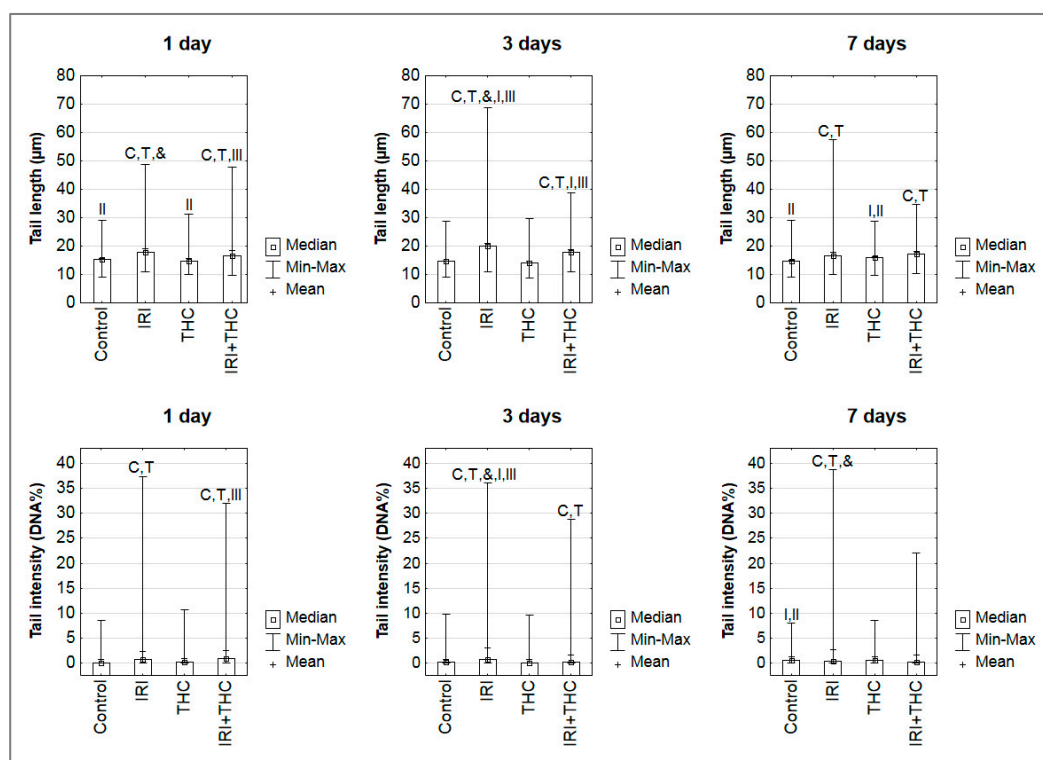 1 day
Tail length (µm)
80
70
60
50
40
30
20
10
0
II
C,T,&
II
C,T,III
Control
IRI
THC
IRI+THC
Median
Min-Max
Mean
3 days
Tail length (µm)
80
70
60
50
40
30
20
10
0
C,T,&,I,III
C,T,I,III
Control
IRI
THC
IRI+THC
Median
Min-Max
Mean
7 days
Tail length (µm)
80
70
60
50
40
30
20
10
0
II
C,T
I,II
C,T
Control
IRI
THC
IRI+THC
Median
Min-Max
Mean
1 day
Tail intensity (DNA%)
40
35
30
25
20
15
10
5
0
C,T
C,T,III
Control
IRI
THC
IRI+THC
Median
Min-Max
Mean
3 days
Tail intensity (DNA%)
40
35
30
25
20
15
10
5
0
C,T,&,I,III
C,T
Control
IRI
THC
IRI+THC
Median
Min-Max
Mean
7 days
Tail intensity (DNA%)
40
35
30
25
20
15
10
5
0
I,II
C,T,&
Control
IRI
THC
IRI+THC
Median
Min-Max
Mean